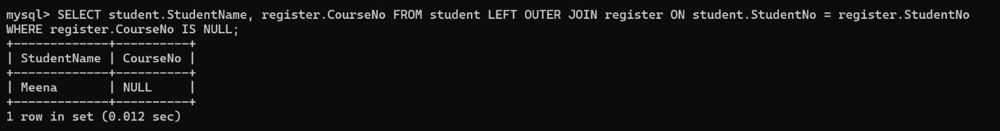 mysql> SELECT student.StudentName, register.CourseNo FROM student LEFT OUTER JOIN register ON student.StudentNo = register.StudentNo
WHERE register.CourseNo IS NULL;
+-------------+----------+
| StudentName | CourseNo |
+-------------+----------+
| Meena       | NULL     |
+-------------+----------+
1 row in set (0.012 sec)